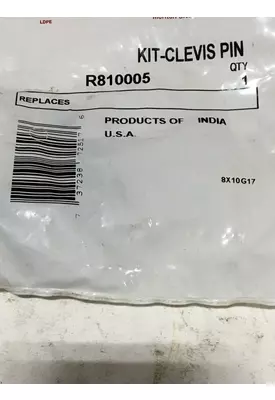 LDPE
KIT-CLEVIS PIN
QTY
R810005 1
REPLACES
PRODUCTS OF INDIA
U.S.A.
8X10G17